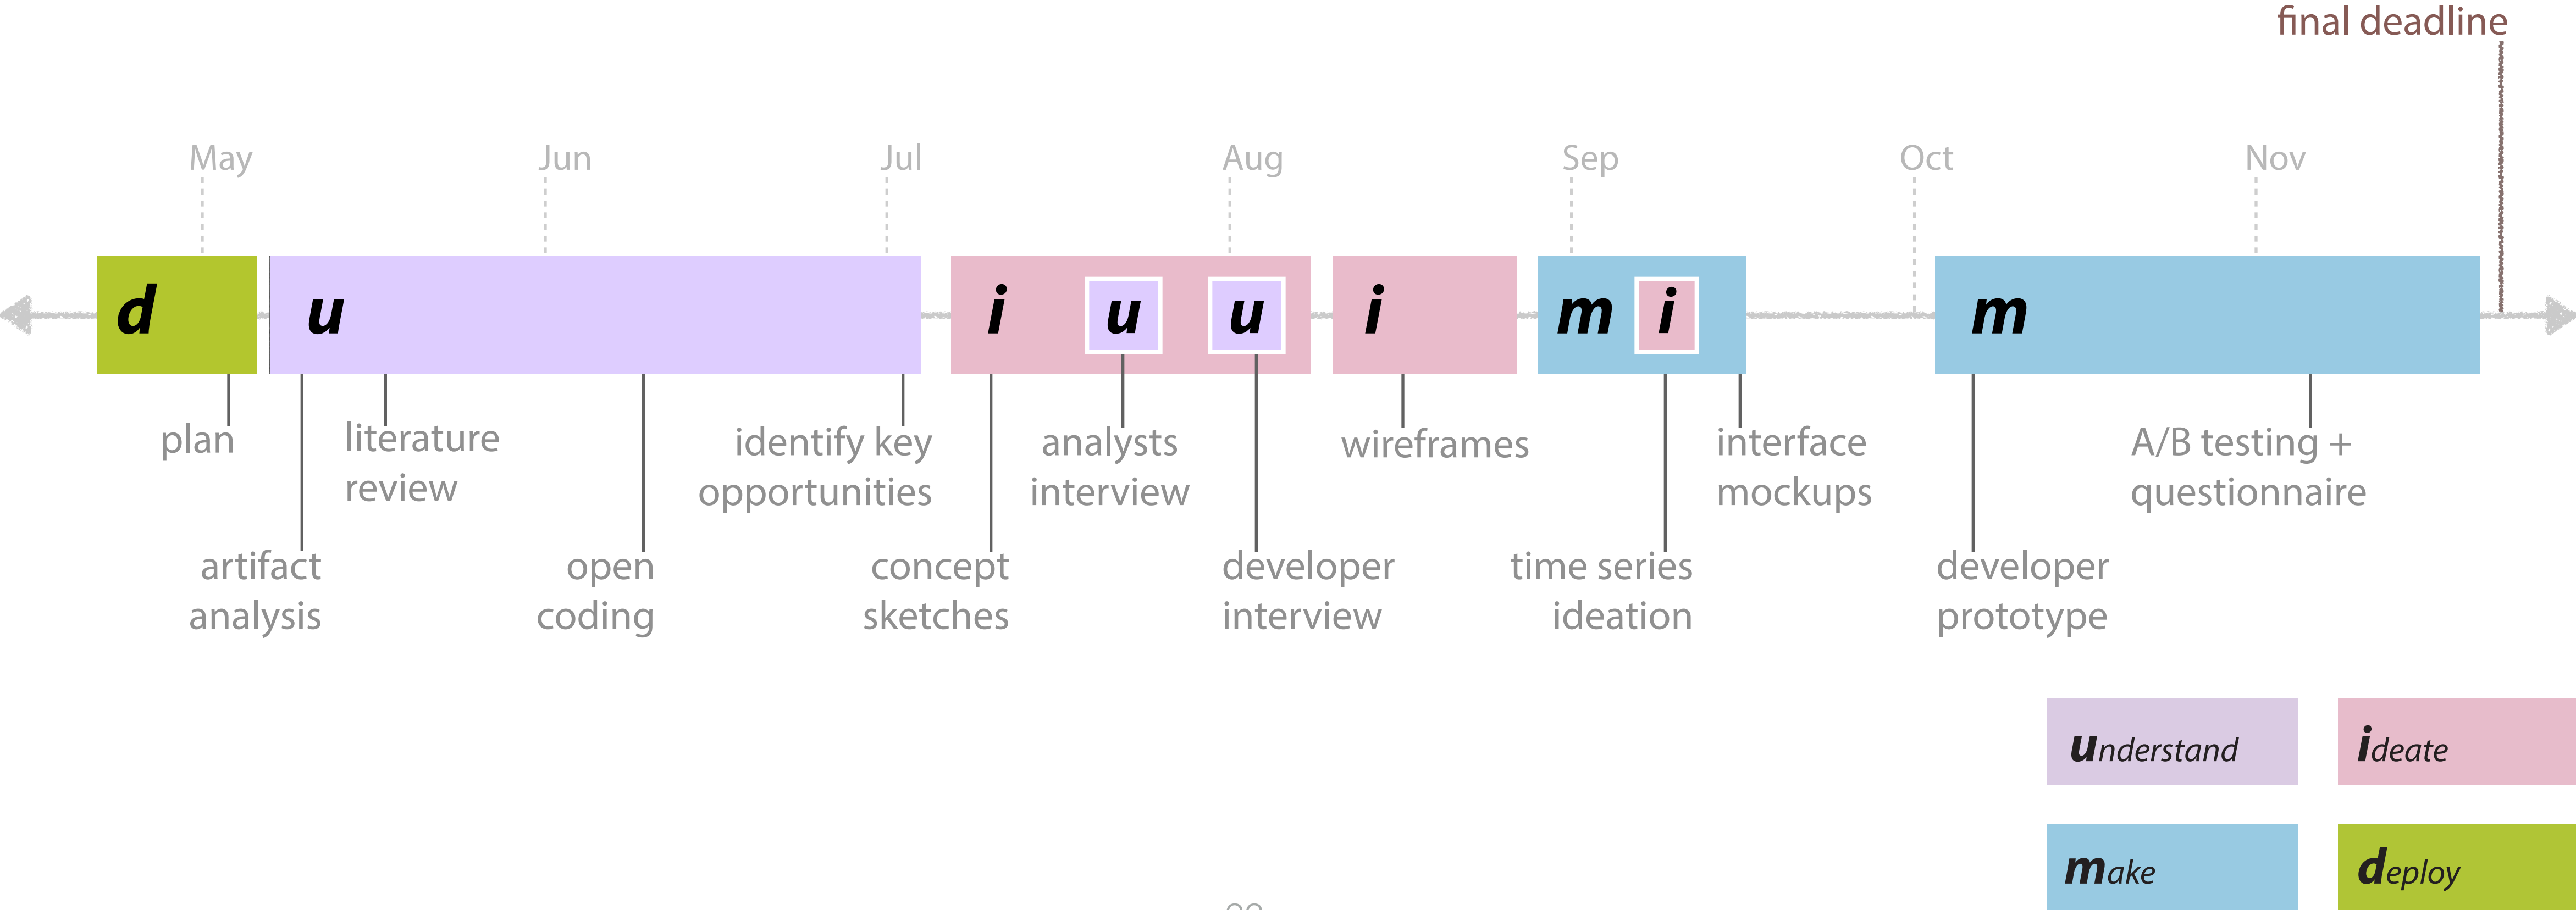 final deadline
May
Jun
Jul
Aug
Sep
Oct
Nov
d
u
i
u
u
i
m
i
m
plan
literature
review
identify key
opportunities
analysts
interview
wireframes
interface
mockups
A/B testing +
questionnaire
artifact
analysis
open
coding
concept
sketches
developer
interview
time series
ideation
developer
prototype
understand
ideate
make
deploy